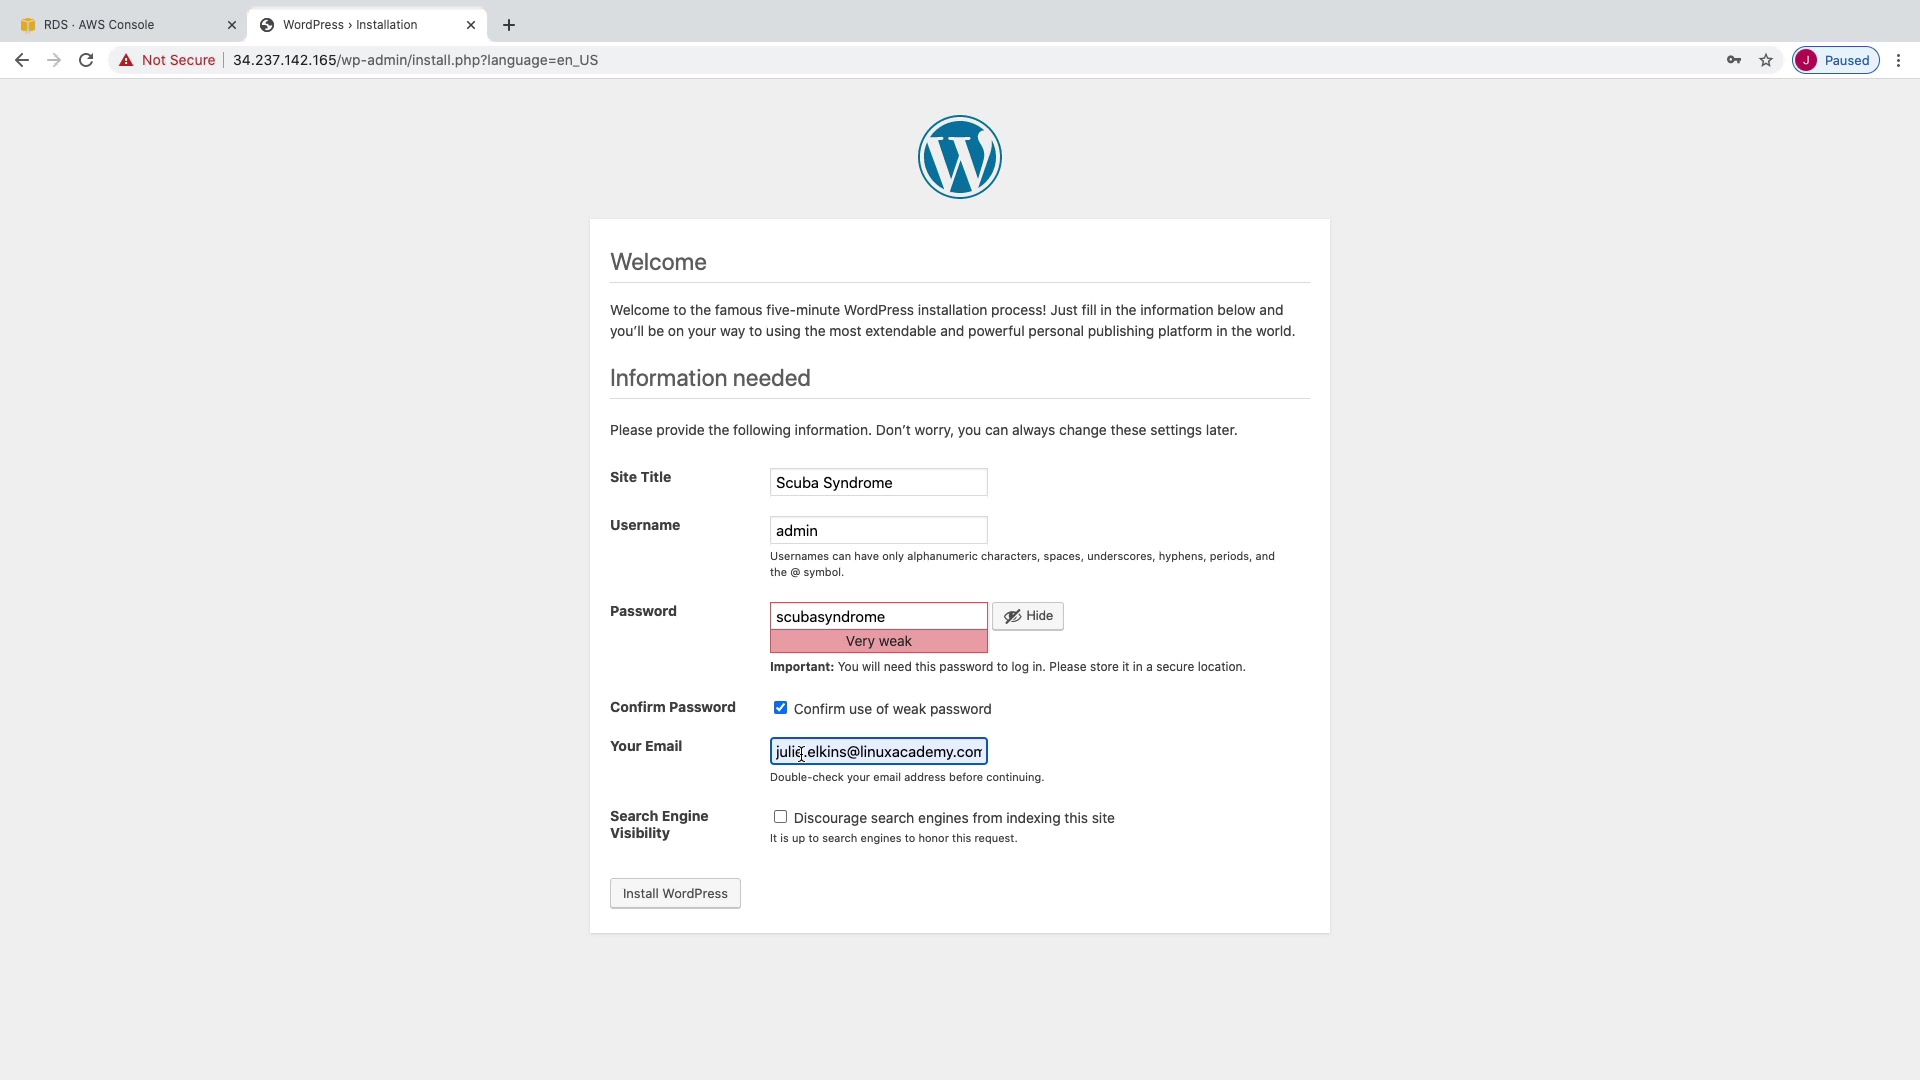 RDS · AWS Console
WordPress › Installation
Not Secure
34.237.142.165/wp-admin/install.php?language=en_US
J
Paused
Welcome
Welcome to the famous five-minute WordPress installation process! Just fill in the information below and
you’ll be on your way to using the most extendable and powerful personal publishing platform in the world.
Information needed
Please provide the following information. Don’t worry, you can always change these settings later.
Site Title
Scuba Syndrome
Username
admin
Usernames can have only alphanumeric characters, spaces, underscores, hyphens, periods, and
the @ symbol.
Password
scubasyndrome
Hide
Very weak
Important: You will need this password to log in. Please store it in a secure location.
Confirm Password
Confirm use of weak password
Your Email
julie.elkins@linuxacademy.com
Double-check your email address before continuing.
Search Engine
Visibility
Discourage search engines from indexing this site
It is up to search engines to honor this request.
Install WordPress